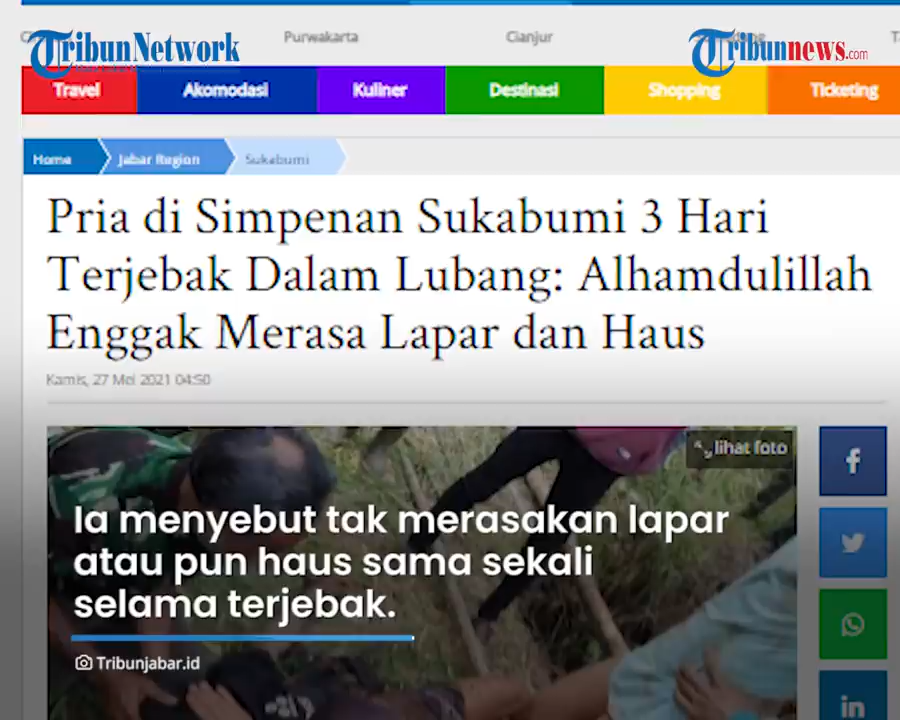 TribunNetwork
Purwakarta
Cianjur
Tribunnews.com
Travel
Akomodasi
Kuliner
Destinasi
Shopping
Ticketing
Home
Jabar Region
Sukabumi
Pria di Simpenan Sukabumi 3 Hari
Terjebak Dalam Lubang: Alhamdulillah
Enggak Merasa Lapar dan Haus
Kamis, 27 Mei 2021 04:50
lihat foto
Ia menyebut tak merasakan lapar
atau pun haus sama sekali
selama terjebak.
Tribunjabar.id
f
in